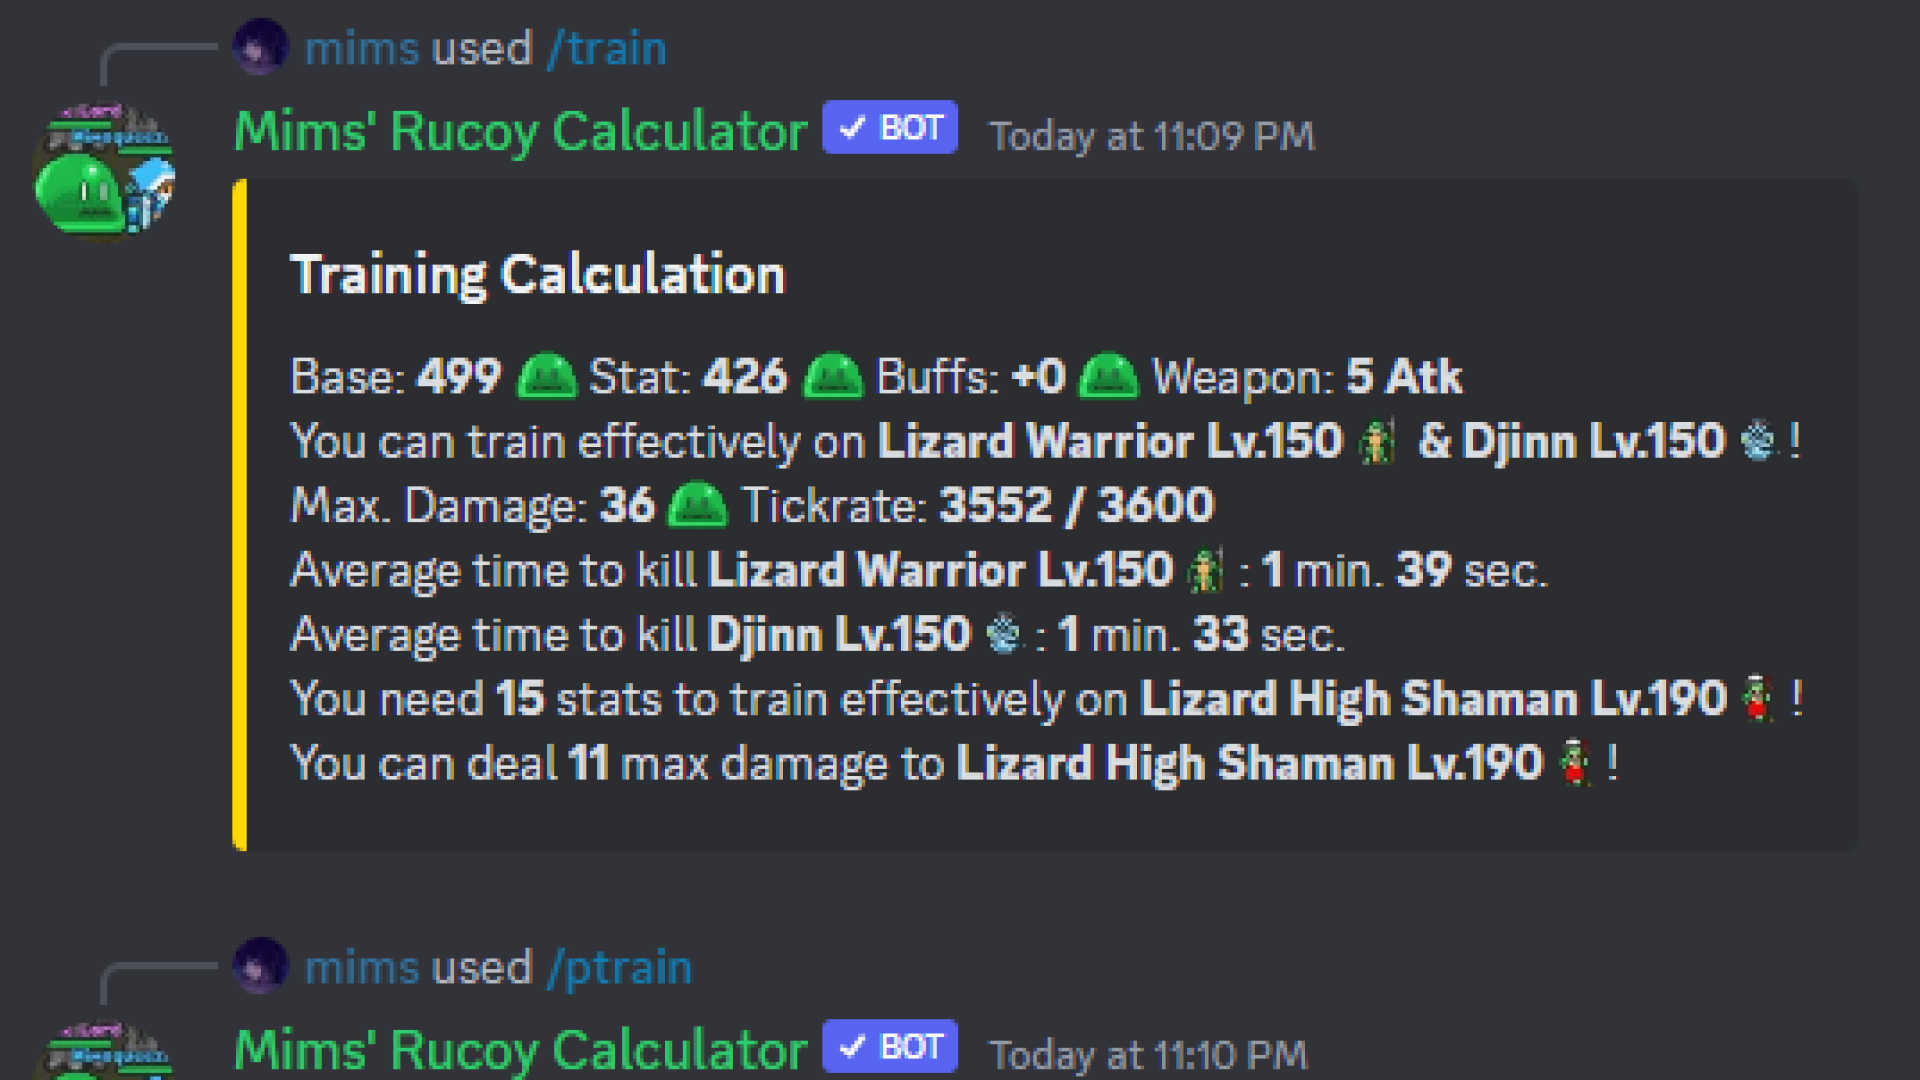 mims used /train
Mims' Rucoy Calculator ✓ BOT Today at 11:09 PM
Training Calculation
Base: 499 Stat: 426 Buffs: +0 Weapon: 5 Atk
You can train effectively on Lizard Warrior Lv.150 & Djinn Lv.150 !
Max. Damage: 36 Tickrate: 3552 / 3600
Average time to kill Lizard Warrior Lv.150 : 1 min. 39 sec.
Average time to kill Djinn Lv.150 : 1 min. 33 sec.
You need 15 stats to train effectively on Lizard High Shaman Lv.190 !
You can deal 11 max damage to Lizard High Shaman Lv.190 !
mims used /ptrain
Mims' Rucoy Calculator ✓ BOT Today at 11:10 PM